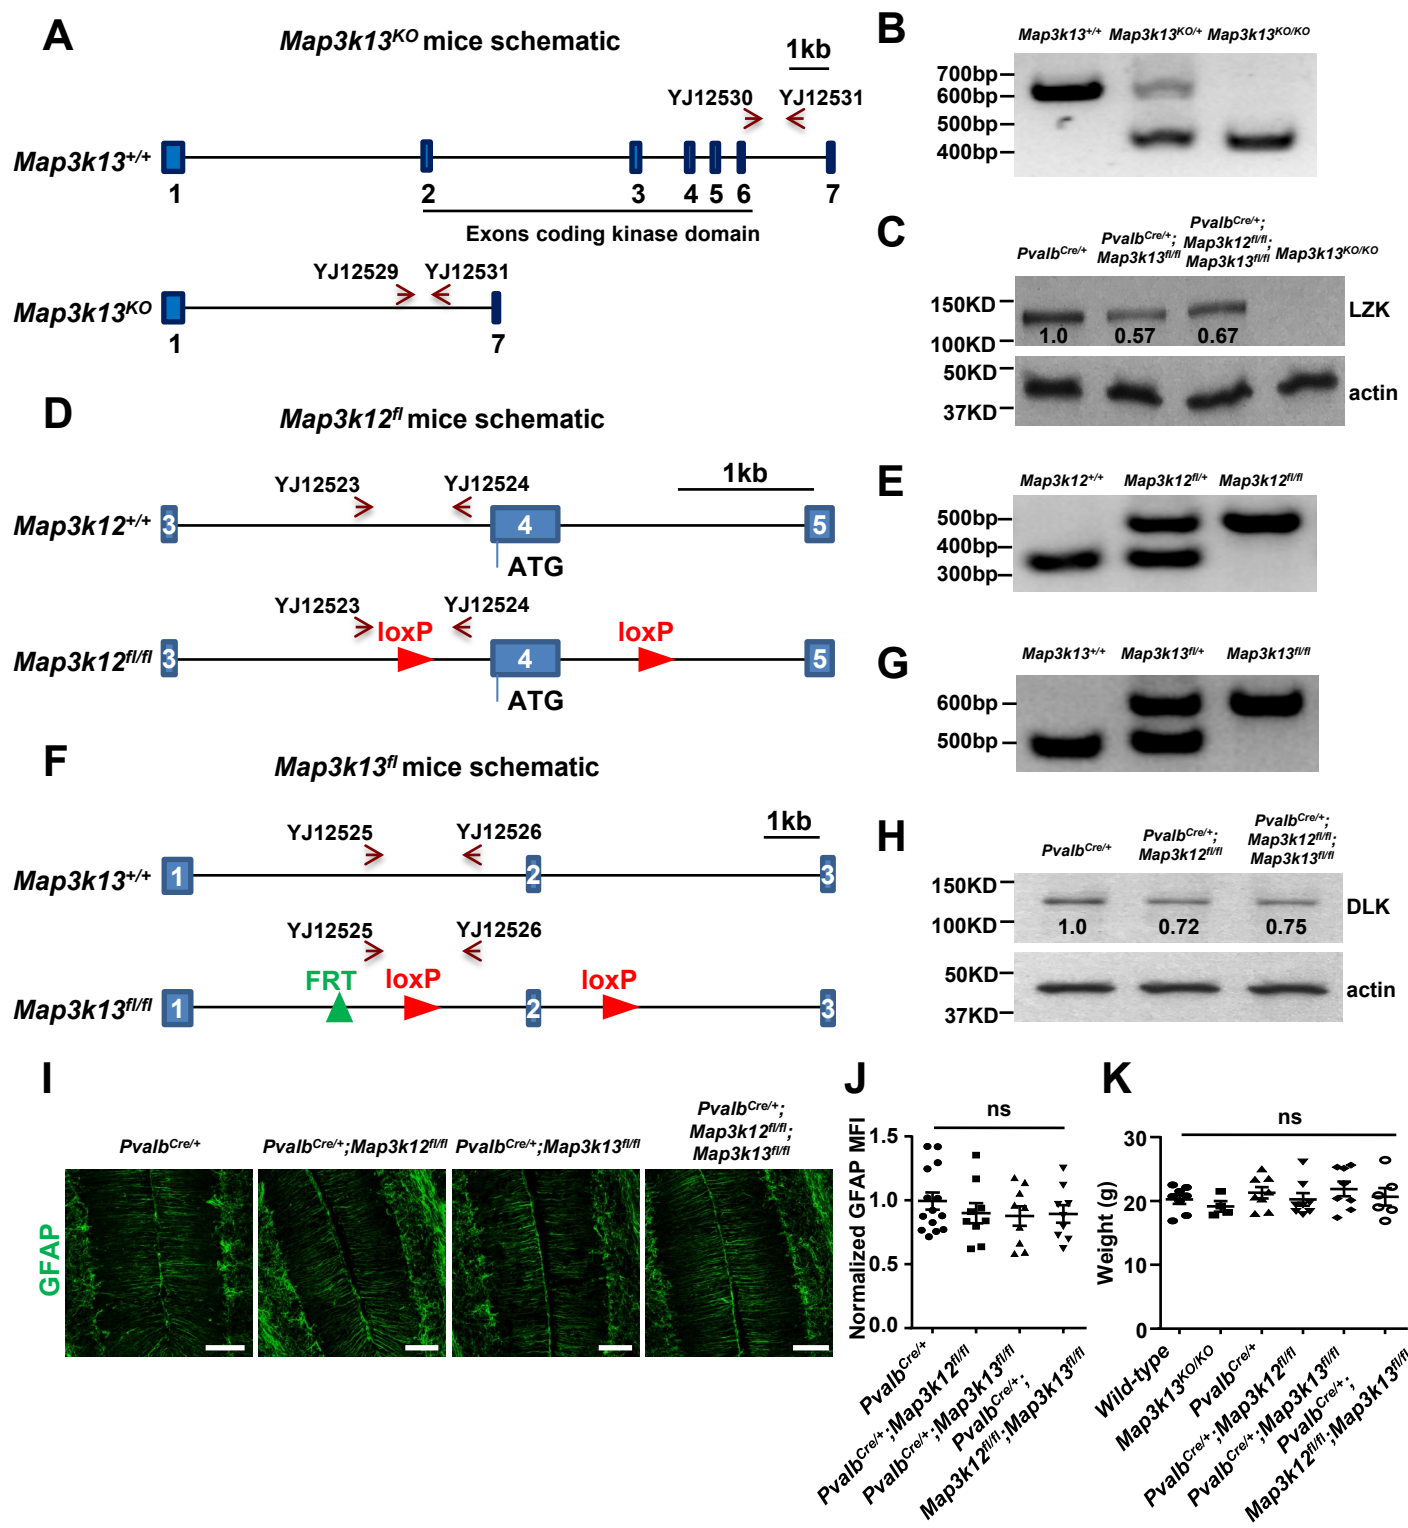 A
Map3k13KO mice schematic
1kb
YJ12530
YJ12531
Map3k13+/+
1
2
3
4
5
6
7
Exons coding kinase domain
YJ12529
YJ12531
Map3k13KO
1
7
B
Map3k13+/+ Map3k13KO/+ Map3k13KO/KO
700bp
600bp
500bp
400bp
C
PvalbCre/+
PvalbCre/+;
Map3k13fl/fl
PvalbCre/+;
Map3k12fl/fl;
Map3k13fl/fl
Map3k13KO/KO
150KD
100KD
LZK
1.0 0.57 0.67
50KD
37KD
actin
D
Map3k12fl mice schematic
1kb
YJ12523
YJ12524
Map3k12+/+
3
4
5
ATG
YJ12523
YJ12524
loxP
loxP
Map3k12fl/fl
3
4
5
ATG
E
Map3k12+/+ Map3k12fl/+ Map3k12fl/fl
500bp
400bp
300bp
F
Map3k13fl mice schematic
1kb
YJ12525
YJ12526
Map3k13+/+
1
2
3
YJ12525
YJ12526
FRT
loxP
loxP
Map3k13fl/fl
1
2
3
G
Map3k13+/+ Map3k13fl/+ Map3k13fl/fl
600bp
500bp
H
PvalbCre/+
PvalbCre/+;
Map3k12fl/fl
PvalbCre/+;
Map3k12fl/fl;
Map3k13fl/fl
150KD
100KD
DLK
1.0 0.72 0.75
50KD
37KD
actin
I
PvalbCre/+
PvalbCre/+;Map3k12fl/fl
PvalbCre/+;Map3k13fl/fl
PvalbCre/+;
Map3k12fl/fl;
Map3k13fl/fl
GFAP
J
ns
Normalized GFAP MFI
1.5
1.0
0.5
0.0
PvalbCre/+
PvalbCre/+;Map3k12fl/fl
PvalbCre/+;Map3k13fl/fl
PvalbCre/+;
Map3k12fl/fl;Map3k13fl/fl
K
ns
Weight (g)
30
20
10
0
Wild-type
Map3k13KO/KO
PvalbCre/+
PvalbCre/+;Map3k12fl/fl
PvalbCre/+;Map3k13fl/fl
PvalbCre/+;
Map3k12fl/fl;Map3k13fl/fl